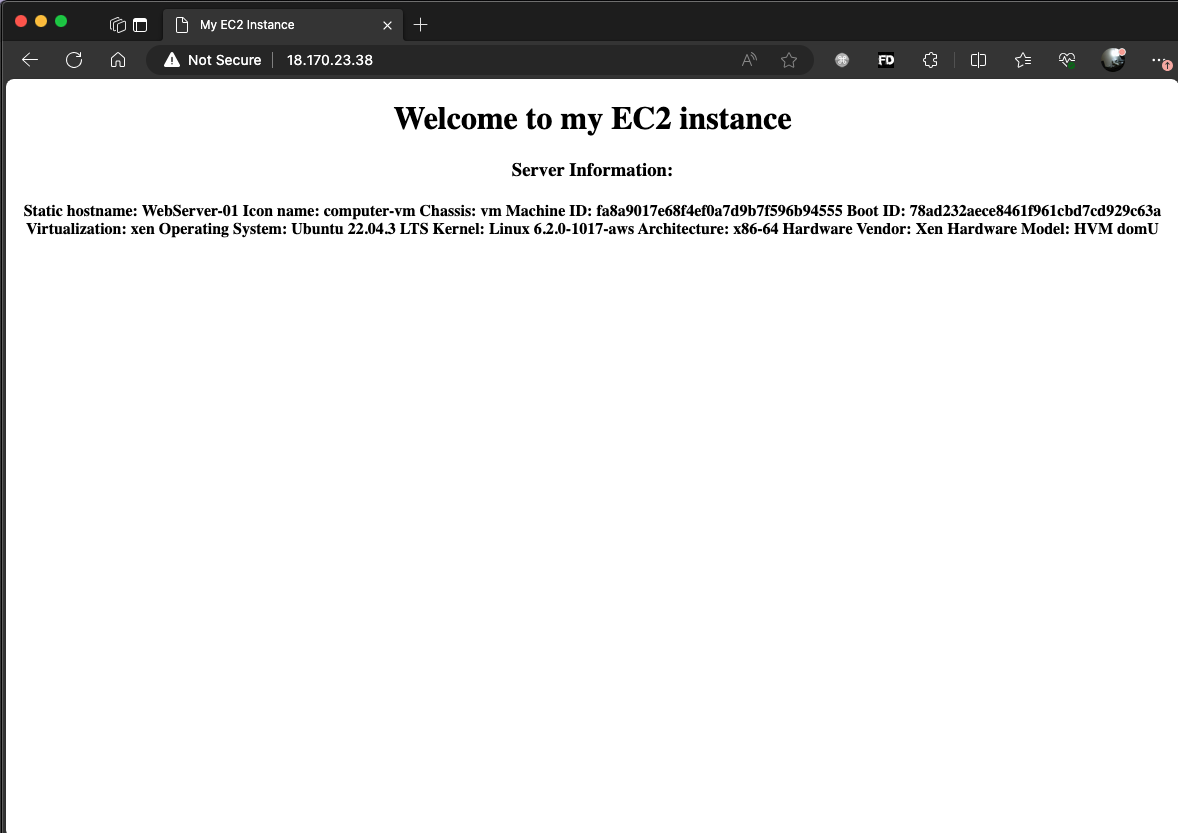 My EC2 Instance
Not Secure 18.170.23.38
FD
Welcome to my EC2 instance
Server Information:
Static hostname: WebServer-01 Icon name: computer-vm Chassis: vm Machine ID: fa8a9017e68f4ef0a7d9b7f596b94555 Boot ID: 78ad232aece8461f961cbd7cd929c63a
Virtualization: xen Operating System: Ubuntu 22.04.3 LTS Kernel: Linux 6.2.0-1017-aws Architecture: x86-64 Hardware Vendor: Xen Hardware Model: HVM domU